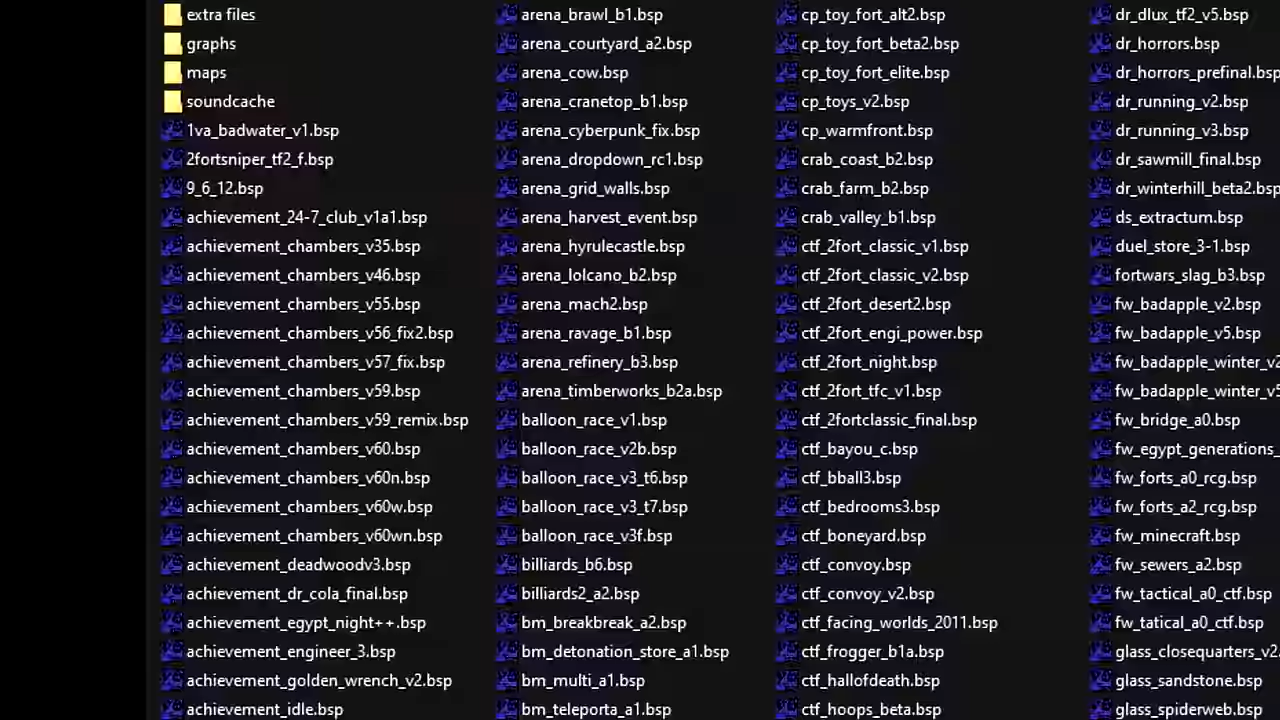 extra files
graphs
maps
soundcache
1va_badwater_v1.bsp
2fortsniper_tf2_f.bsp
9_6_12.bsp
achievement_24-7_club_v1a1.bsp
achievement_chambers_v35.bsp
achievement_chambers_v46.bsp
achievement_chambers_v55.bsp
achievement_chambers_v56_fix2.bsp
achievement_chambers_v57_fix.bsp
achievement_chambers_v59.bsp
achievement_chambers_v59_remix.bsp
achievement_chambers_v60.bsp
achievement_chambers_v60n.bsp
achievement_chambers_v60w.bsp
achievement_chambers_v60wn.bsp
achievement_deadwoodv3.bsp
achievement_dr_cola_final.bsp
achievement_egypt_night++.bsp
achievement_engineer_3.bsp
achievement_golden_wrench_v2.bsp
achievement_idle.bsp
arena_brawl_b1.bsp
arena_courtyard_a2.bsp
arena_cow.bsp
arena_cranetop_b1.bsp
arena_cyberpunk_fix.bsp
arena_dropdown_rc1.bsp
arena_grid_walls.bsp
arena_harvest_event.bsp
arena_hyrulecastle.bsp
arena_lolcano_b2.bsp
arena_mach2.bsp
arena_ravage_b1.bsp
arena_refinery_b3.bsp
arena_timberworks_b2a.bsp
balloon_race_v1.bsp
balloon_race_v2b.bsp
balloon_race_v3_t6.bsp
balloon_race_v3_t7.bsp
balloon_race_v3f.bsp
billiards_b6.bsp
billiards2_a2.bsp
bm_breakbreak_a2.bsp
bm_detonation_store_a1.bsp
bm_multi_a1.bsp
bm_teleporta_a1.bsp
cp_toy_fort_alt2.bsp
cp_toy_fort_beta2.bsp
cp_toy_fort_elite.bsp
cp_toys_v2.bsp
cp_warmfront.bsp
crab_coast_b2.bsp
crab_farm_b2.bsp
crab_valley_b1.bsp
ctf_2fort_classic_v1.bsp
ctf_2fort_classic_v2.bsp
ctf_2fort_desert2.bsp
ctf_2fort_engi_power.bsp
ctf_2fort_night.bsp
ctf_2fort_tfc_v1.bsp
ctf_2fortclassic_final.bsp
ctf_bayou_c.bsp
ctf_bball3.bsp
ctf_bedrooms3.bsp
ctf_boneyard.bsp
ctf_convoy.bsp
ctf_convoy_v2.bsp
ctf_facing_worlds_2011.bsp
ctf_frogger_b1a.bsp
ctf_hallofdeath.bsp
ctf_hoops_beta.bsp
dr_dlux_tf2_v5.bsp
dr_horrors.bsp
dr_horrors_prefinal.bsp
dr_running_v2.bsp
dr_running_v3.bsp
dr_sawmill_final.bsp
dr_winterhill_beta2.bsp
ds_extractum.bsp
duel_store_3-1.bsp
fortwars_slag_b3.bsp
fw_badapple_v2.bsp
fw_badapple_v5.bsp
fw_badapple_winter_v2
fw_badapple_winter_v5
fw_bridge_a0.bsp
fw_egypt_generations_
fw_forts_a0_rcg.bsp
fw_forts_a2_rcg.bsp
fw_minecraft.bsp
fw_sewers_a2.bsp
fw_tactical_a0_ctf.bsp
fw_tatical_a0_ctf.bsp
glass_closequarters_v2.
glass_sandstone.bsp
glass_spiderweb.bsp